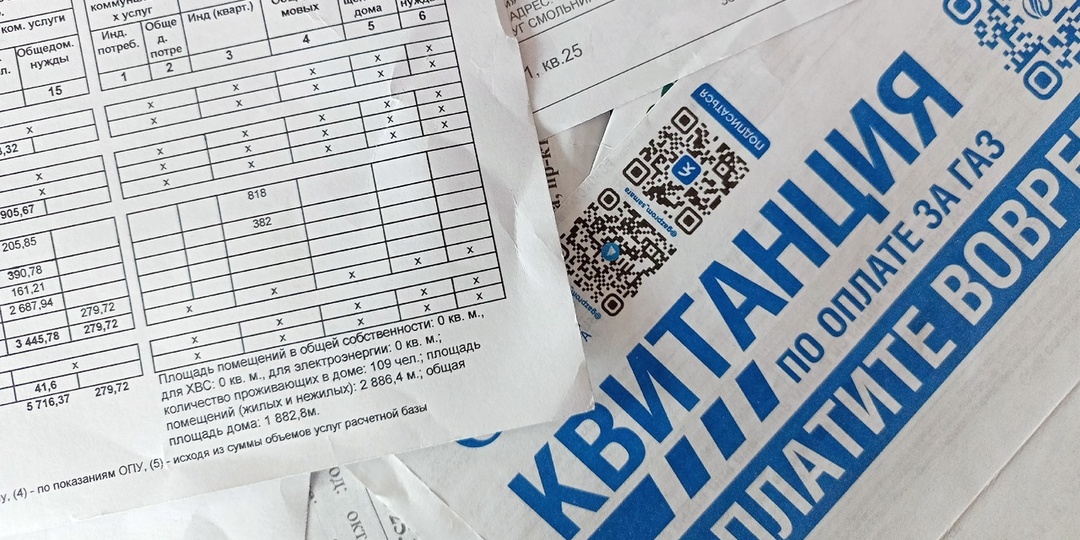 ком. услуги
Общедом.
нужды
15
х услуг
Инд.
потреб.
Обще
д.
потре
Инд (кварт.)
мовых
дома
1
2
3
4
5
6
х
х х х х х
х х х х
905,67
х х х х х
х х х х
х
205,85
390,78
161,21
2 687,94 279,72
3 445,78 279,72
818
382
х х х х
х х х х х
х х х х
х
41,6
5 716,37 279,72
Площадь помещений в общей собственности: 0 кв. м.,
для ХВС: 0 кв. м., для электроэнергии: 0 кв. м.;
количество проживающих в доме: 109 чел.; площадь
помещений (жилых и нежилых): 2 886,4 м.; общая
площадь дома: 1 882,8м.
(4) - по показаниям ОПУ, (5) - исходя из суммы объемов услуг расчетной базы
АДРЕС:
УГ СМОЛЬНИ
1, кв.25
ПОДПИСАТЬСЯ
@gazprom_samara
КВИТАНЦИЯ
ПО ОПЛАТЕ ЗА ГАЗ
ПЛАТИТЕ ВОВРЕ
ОД:
ОКТ